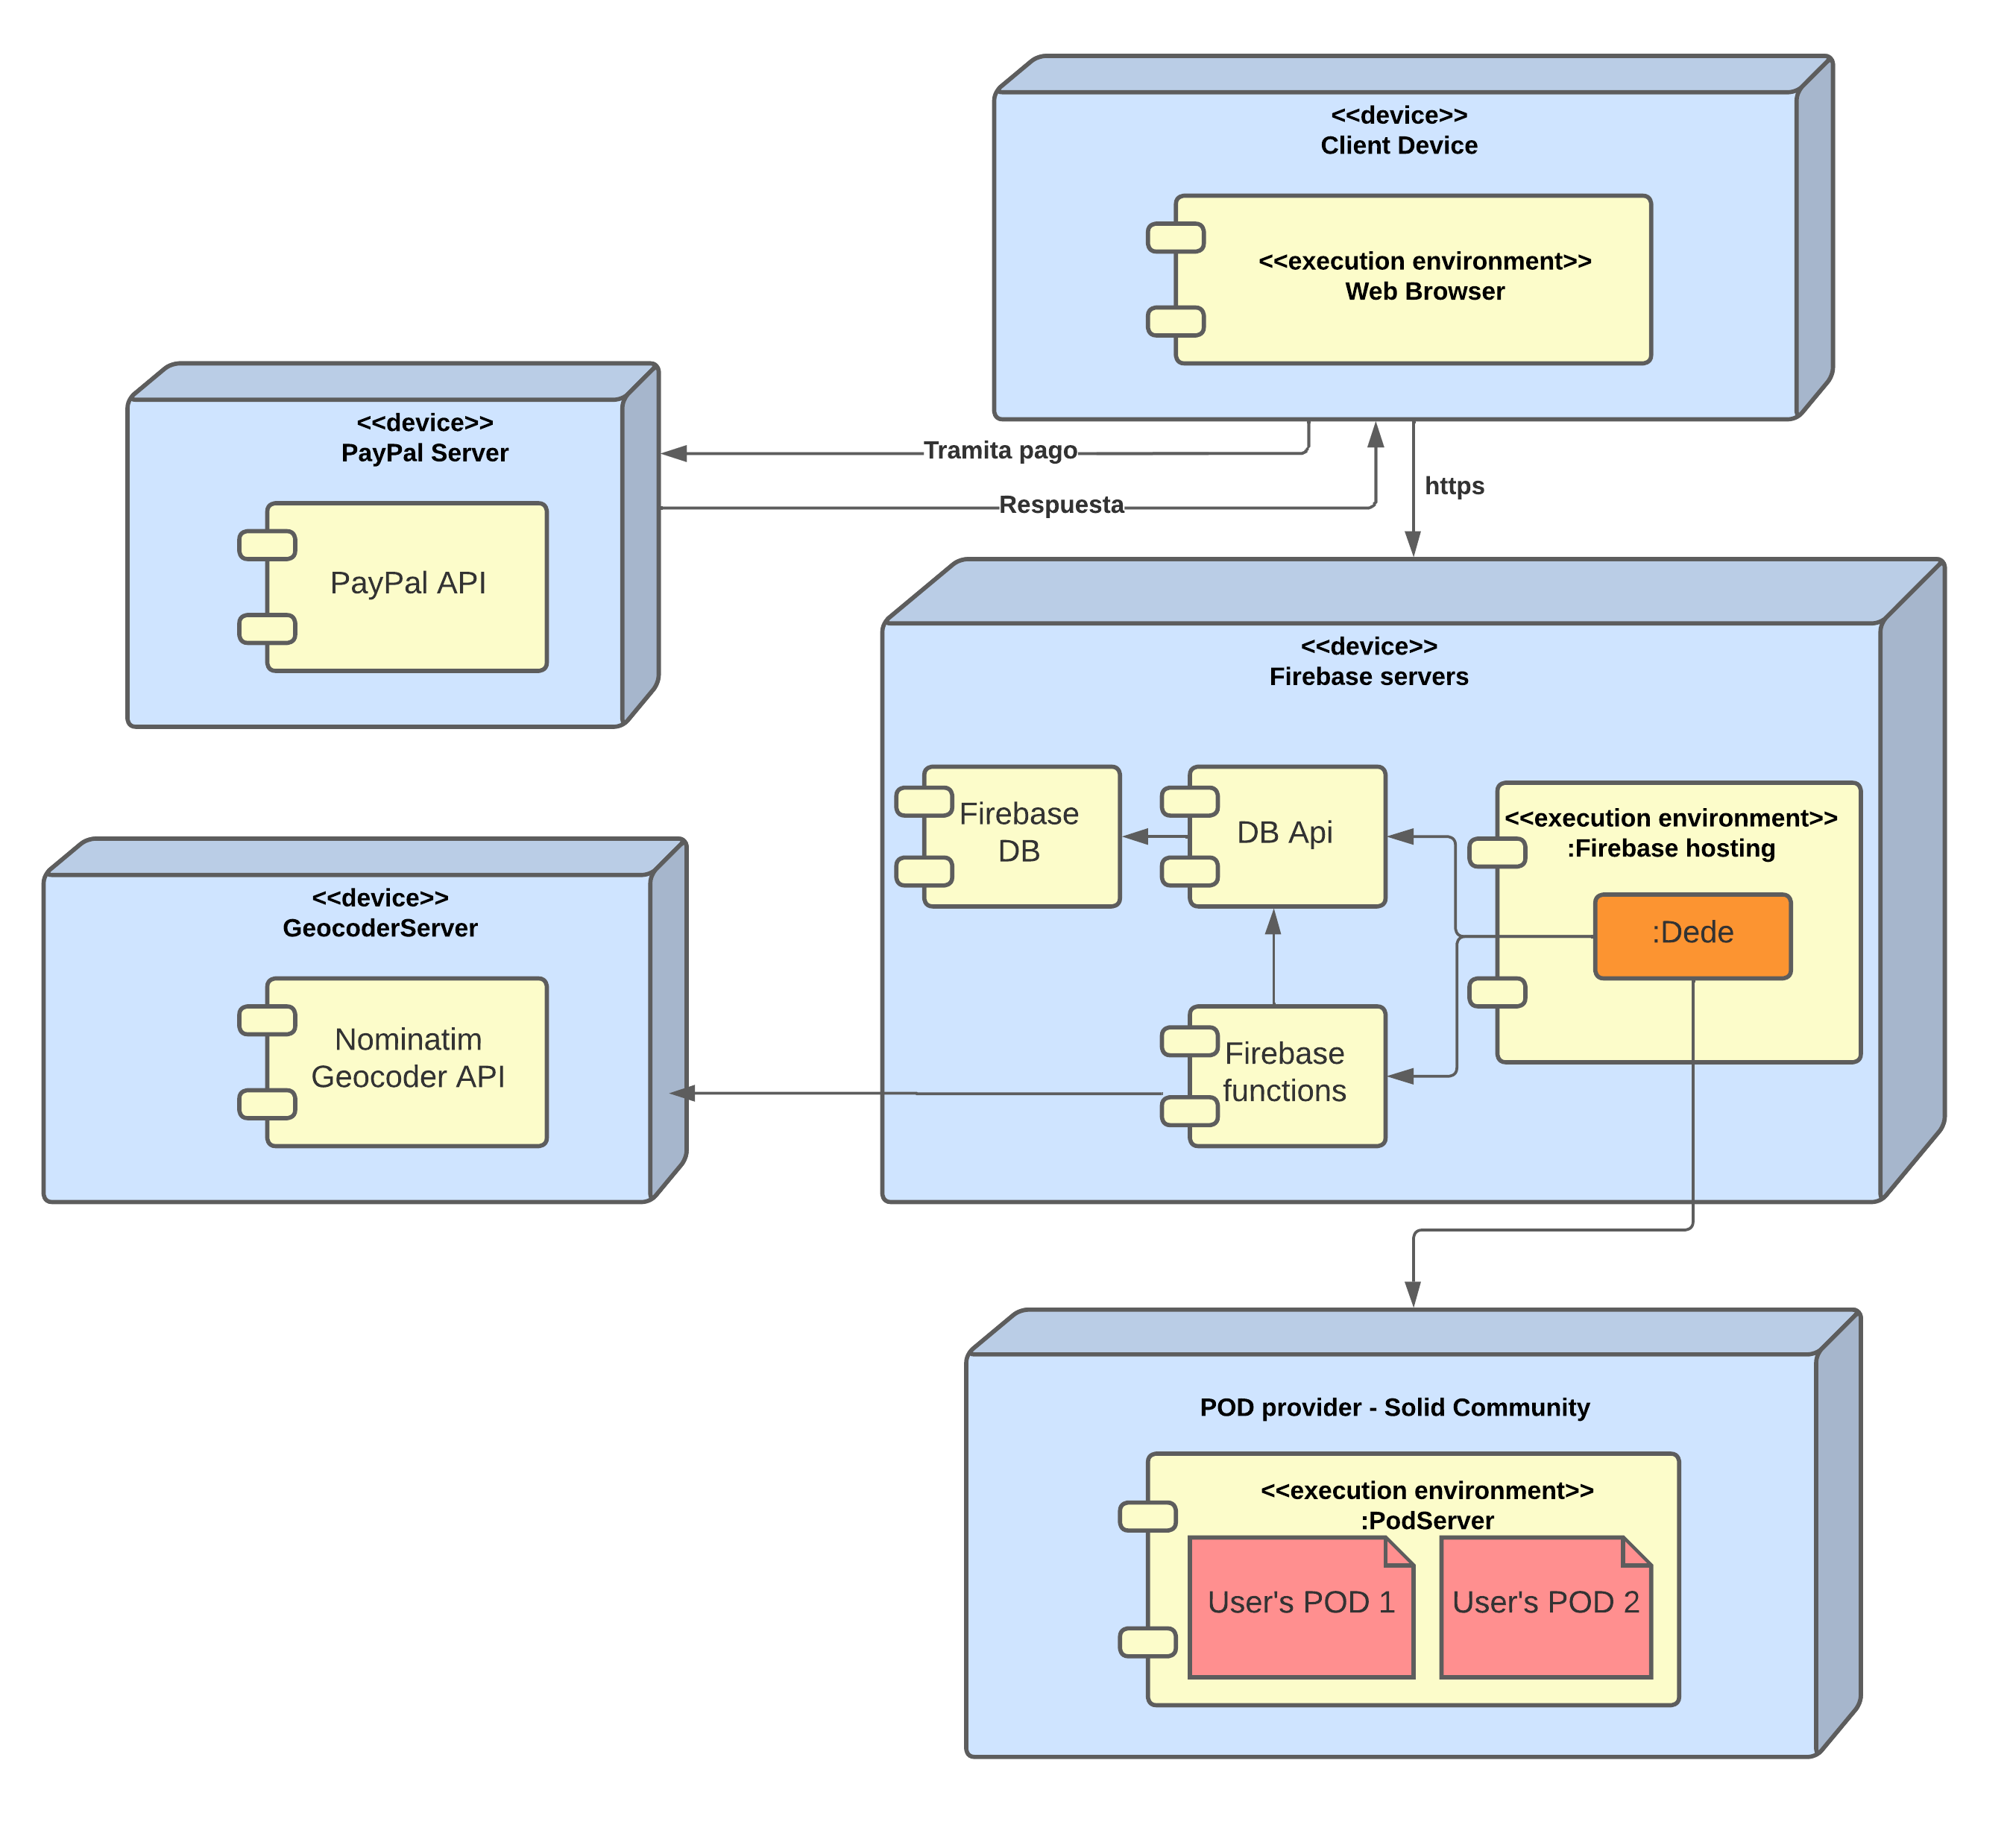 <<device>>
Client Device
<<execution environment>>
Web Browser
<<device>>
PayPal Server
PayPal API
Tramita pago
Respuesta
https
<<device>>
Firebase servers
Firebase
DB
DB Api
<<execution environment>>
:Firebase hosting
:Dede
Firebase
functions
<<device>>
GeocoderServer
Nominatim
Geocoder API
POD provider - Solid Community
<<execution environment>>
:PodServer
User's POD 1
User's POD 2